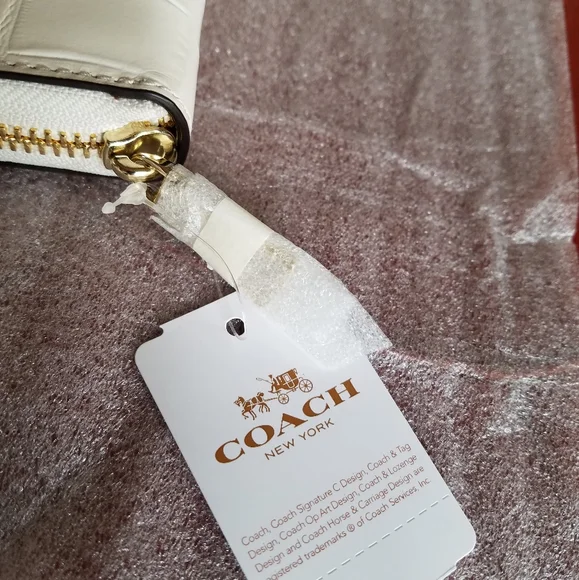 COACH
NEW YORK
Coach, Coach Signature C Design, Coach & Tag
Design, Coach Op Art Design, Coach & Lozenge
Design and Coach Horse & Carriage Design are
registered trademarks ® of Coach Services, Inc